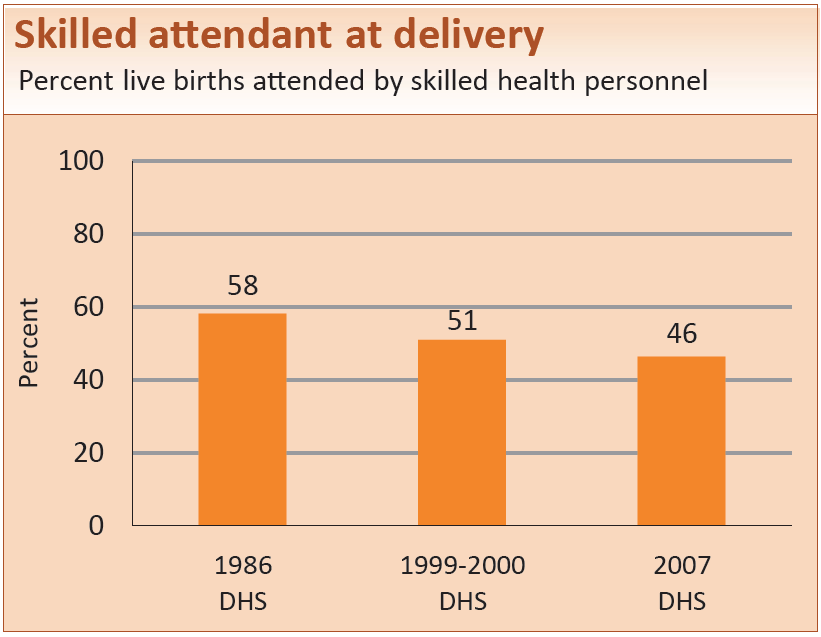 Skilled attendant at delivery
Percent live births attended by skilled health personnel
100
80
60
40
20
0
Percent
58
51
46
1986
DHS
1999-2000
DHS
2007
DHS